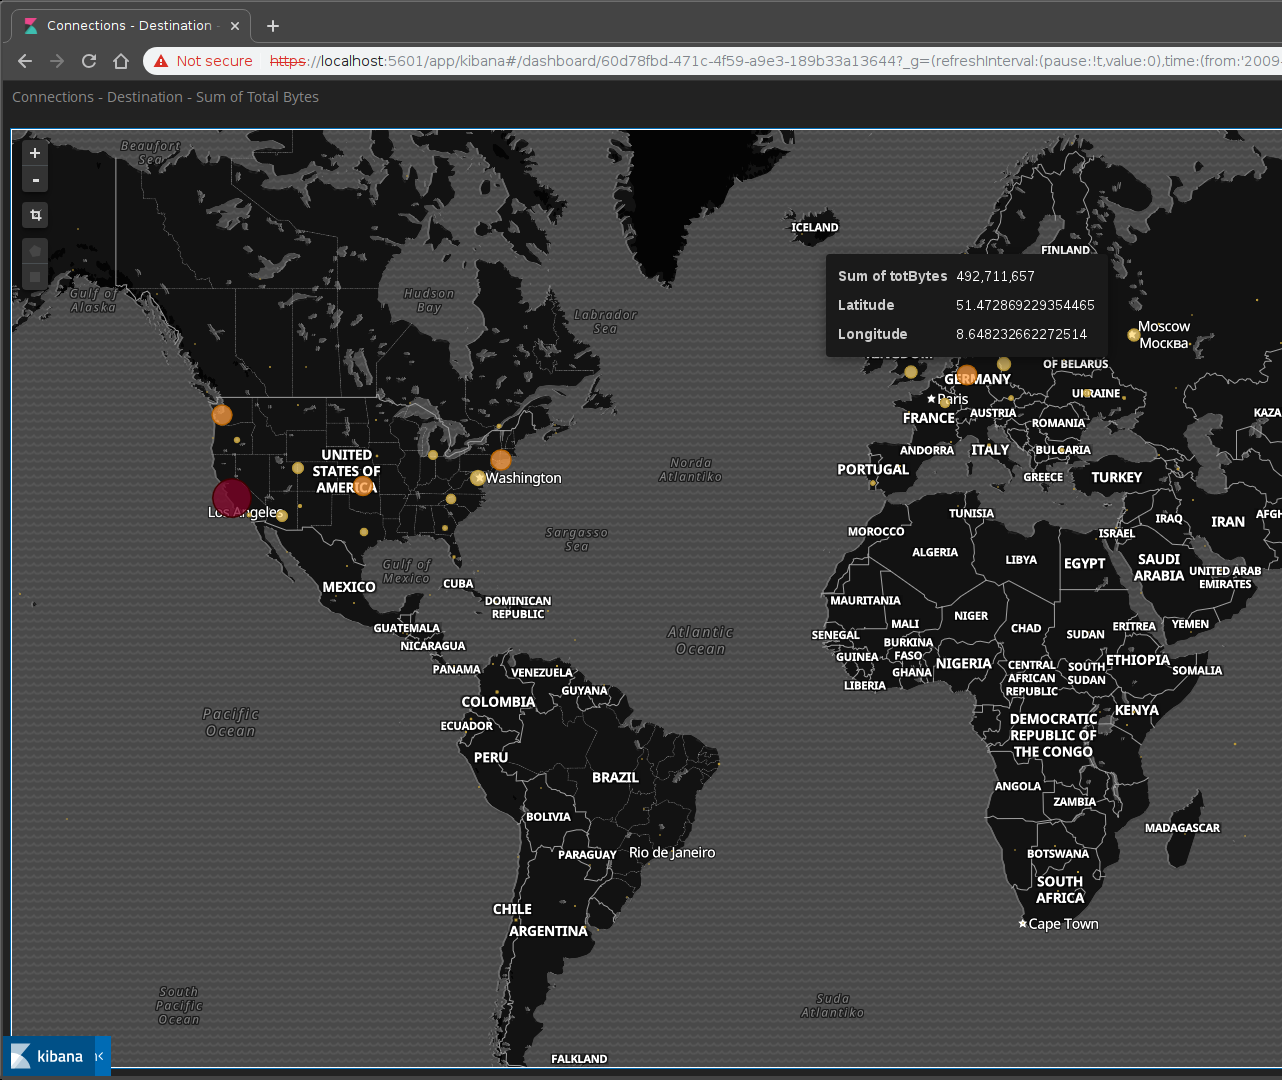 Connections - Destination -
Not secure
https://localhost:5601/app/kibana#/dashboard/60d78fbd-471c-4f59-a9e3-189b33a13644?_g=(refreshInterval:(pause:!t,value:0),time:(from:'2009-
Connections - Destination - Sum of Total Bytes
Beaufort
Sea
+
-
ICELAND
FINLAND
Sum of totBytes 492,711,657
Latitude 51.472869229354465
Longitude 8.648232662272514
Gulf of
Alaska
Hudson
Bay
Labrador
Sea
Moscow
Москва
OF BELARUS
GERMANY
UKRAINE
Paris
FRANCE
AUSTRIA
KAZA
ROMANIA
ANDORRA
ITALY
BULGARIA
UNITED
STATES OF
AMERICA
Norda
Atlantiko
PORTUGAL
GREECE
TURKEY
Washington
Los Angeles
TUNISIA
IRAQ
IRAN
AFGH
MOROCCO
ISRAEL
Sargasso
Sea
ALGERIA
LIBYA
EGYPT
SAUDI
ARABIA
UNITED ARAB
EMIRATES
Gulf of
Mexico
MEXICO
CUBA
DOMINICAN
REPUBLIC
MAURITANIA
GUATEMALA
NICARAGUA
Atlantic
Ocean
SENEGAL
MALI
NIGER
CHAD
SUDAN
ERITREA
YEMEN
BURKINA
FASO
GUINEA
GHANA
NIGERIA
CENTRAL
AFRICAN
REPUBLIC
SOUTH
SUDAN
ETHIOPIA
SOMALIA
LIBERIA
PANAMA
VENEZUELA
GUYANA
COLOMBIA
Pacific
Ocean
ECUADOR
KENYA
DEMOCRATIC
REPUBLIC OF
THE CONGO
PERU
BRAZIL
ANGOLA
ZAMBIA
BOLIVIA
MADAGASCAR
PARAGUAY
Rio de Janeiro
BOTSWANA
SOUTH
AFRICA
CHILE
ARGENTINA
Cape Town
South
Pacific
Ocean
Suda
Atlantiko
FALKLAND
kibana